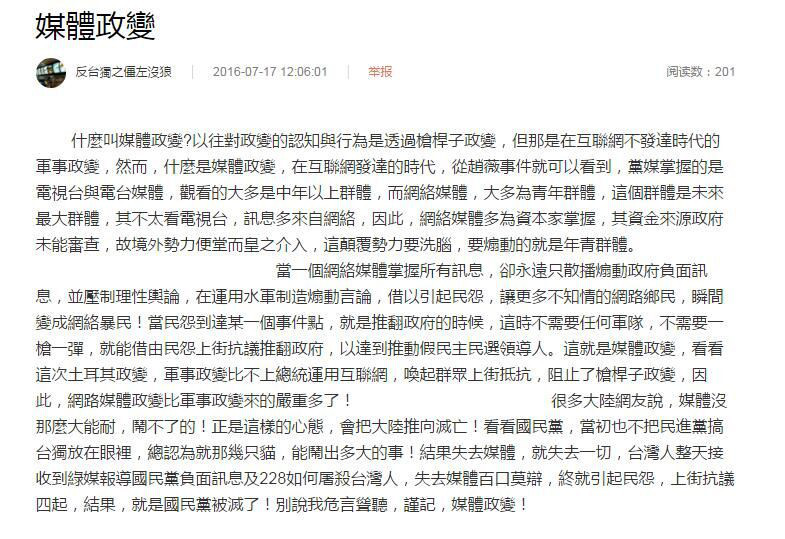 媒體政變
反台獨之僵左沒狼 2016-07-17 12:06:01 举报 阅读数：201
什麼叫媒體政變?以往對政變的認知與行為是透過槍桿子政變，但那是在互聯網不發達時代的
軍事政變，然而，什麼是媒體政變，在互聯網發達的時代，從趙薇事件就可以看到，黨媒掌握的是
電視台與電台媒體，觀看的大多是中年以上群體，而網絡媒體，大多為青年群體，這個群體是未來
最大群體，其不太看電視台，訊息多來自網絡，因此，網絡媒體多為資本家掌握，其資金來源政府
未能審查，故境外勢力便堂而皇之介入，這顛覆勢力要洗腦，要煽動的就是年青群體。
當一個網絡媒體掌握所有訊息，卻永遠只散播煽動政府負面訊
息，並壓制理性輿論，在運用水軍制造煽動言論，借以引起民怨，讓更多不知情的網路鄉民，瞬間
變成網絡暴民！當民怨到達某一個事件點，就是推翻政府的時候，這時不需要任何軍隊，不需要一
槍一彈，就能借由民怨上街抗議推翻政府，以達到推動假民主民選領導人。這就是媒體政變，看看
這次土耳其政變，軍事政變比不上總統運用互聯網，喚起群眾上街抵抗，阻止了槍桿子政變，因
此，網路媒體政變比軍事政變來的嚴重多了！ 很多大陸網友說，媒體沒
那麼大能耐，鬧不了的！正是這樣的心態，會把大陸推向滅亡！看看國民黨，當初也不把民進黨搞
台獨放在眼裡，總認為就那幾只貓，能鬧出多大的事！結果失去媒體，就失去一切，台灣人整天接
收到綠媒報導國民黨負面訊息及228如何屠殺台灣人，失去媒體百口莫辯，終就引起民怨，上街抗議
四起，結果，就是國民黨被滅了！別說我危言聳聽，謹記，媒體政變！